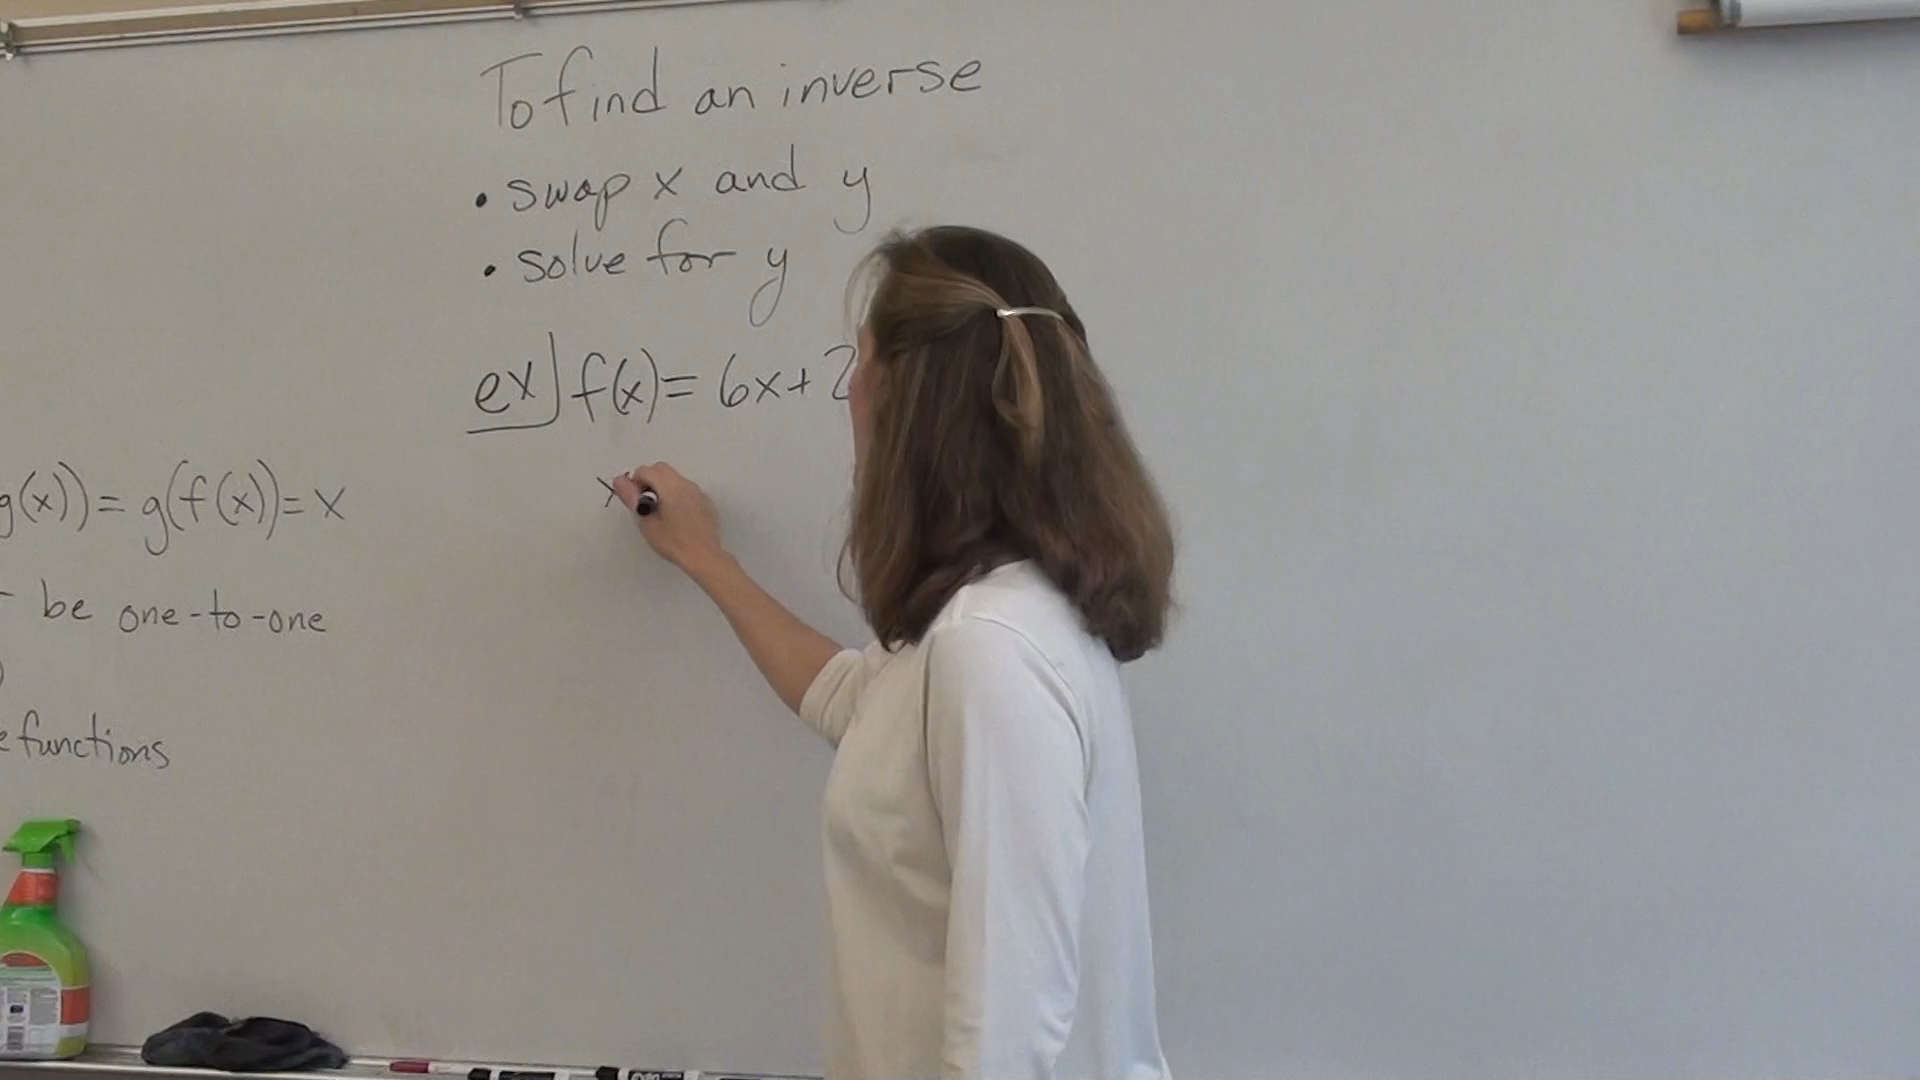 To find an inverse
• swap x and y
• solve for y
ex] f(x) = 6x + 2
x
g(x)) = g(f(x)) = x
be one-to-one
functions